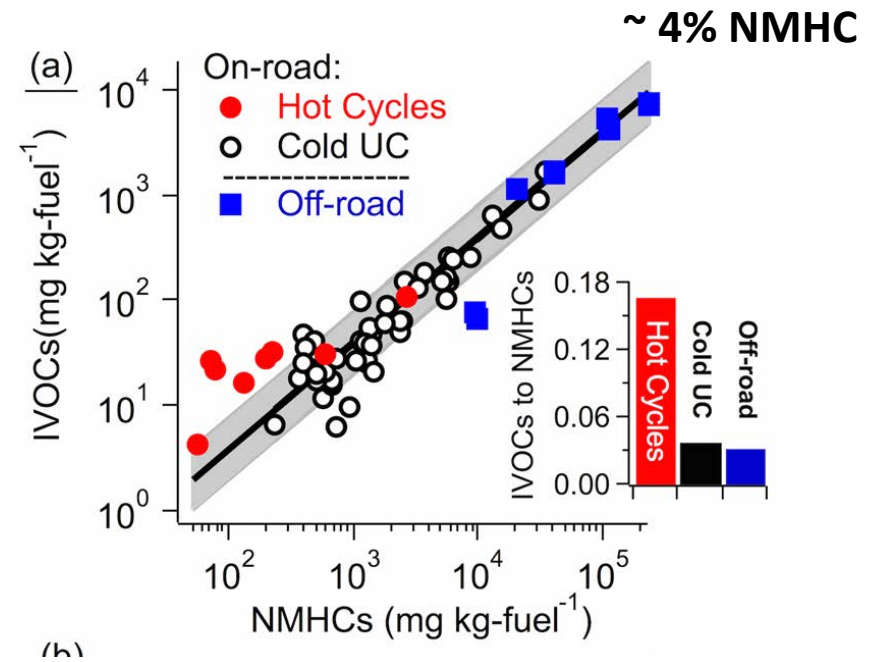 ~ 4% NMHC
(a)
On-road:
Hot Cycles
Cold UC
Off-road
IVOCs(mg kg-fuel⁻¹)
10⁴
10³
10²
10¹
10⁰
10²
10³
10⁴
10⁵
NMHCs (mg kg-fuel⁻¹)
IVOCs to NMHCs
0.18
0.12
0.06
0.00
Hot Cycles
Cold UC
Off-road
(b)